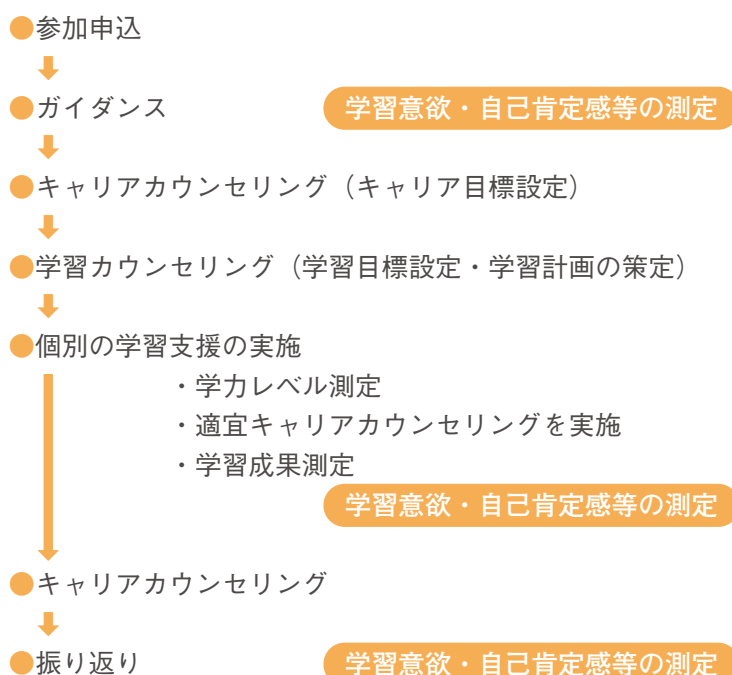 ●参加申込
●ガイダンス 学習意欲・自己肯定感等の測定
●キャリアカウンセリング（キャリア目標設定）
●学習カウンセリング（学習目標設定・学習計画の策定）
●個別の学習支援の実施
・学力レベル測定
・適宜キャリアカウンセリングを実施
・学習成果測定
学習意欲・自己肯定感等の測定
●キャリアカウンセリング
●振り返り 学習意欲・自己肯定感等の測定